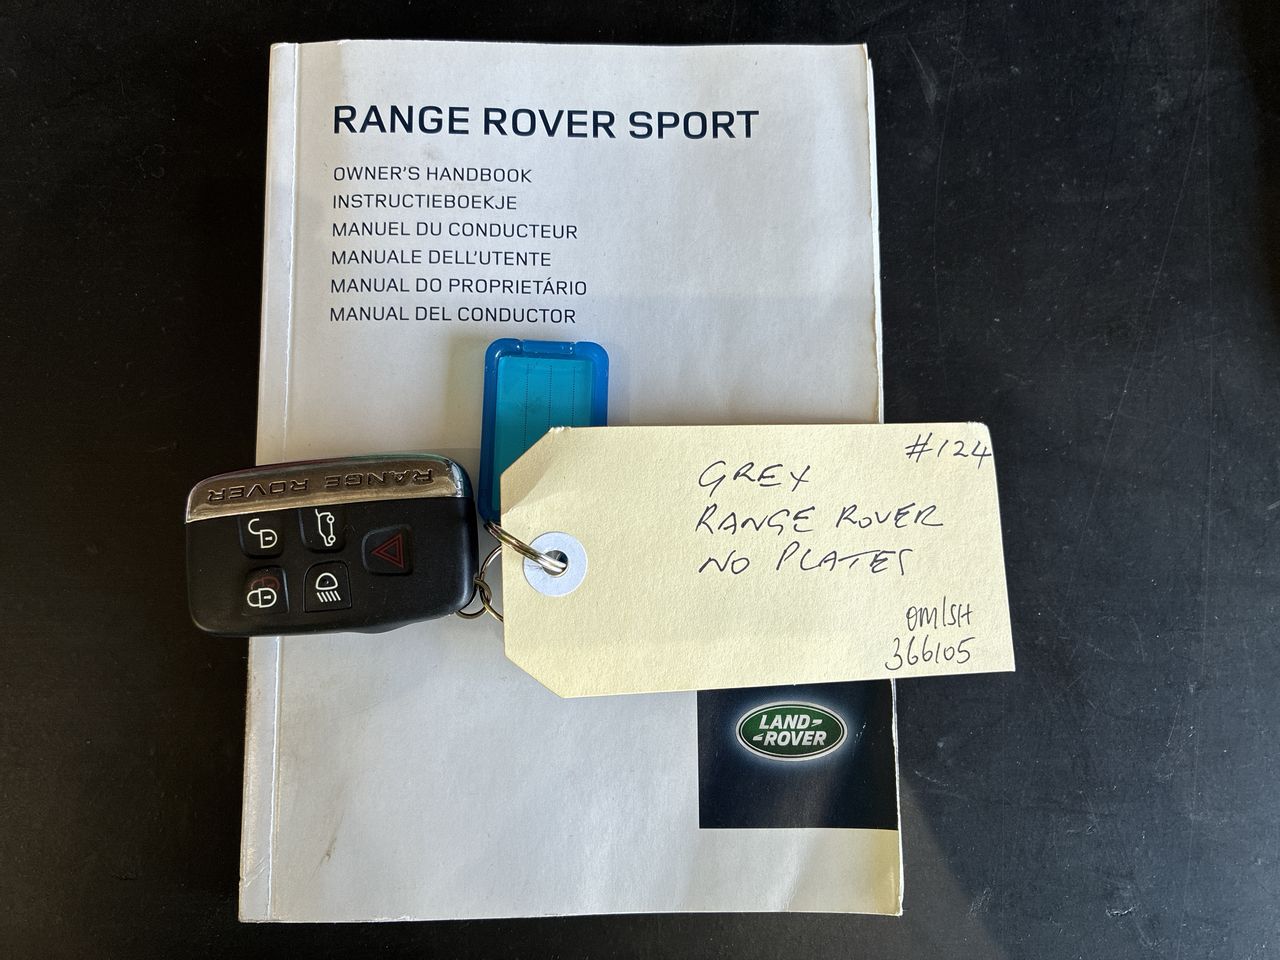 RANGE ROVER SPORT
OWNER'S HANDBOOK
INSTRUCTIEBOEKJE
MANUEL DU CONDUCTEUR
MANUALE DELL'UTENTE
MANUAL DO PROPRIETÁRIO
MANUAL DEL CONDUCTOR
#124
GREY
RANGE ROVER
NO PLATES
RANGE ROVER
OM/SH
366105
LAND-
-ROVER